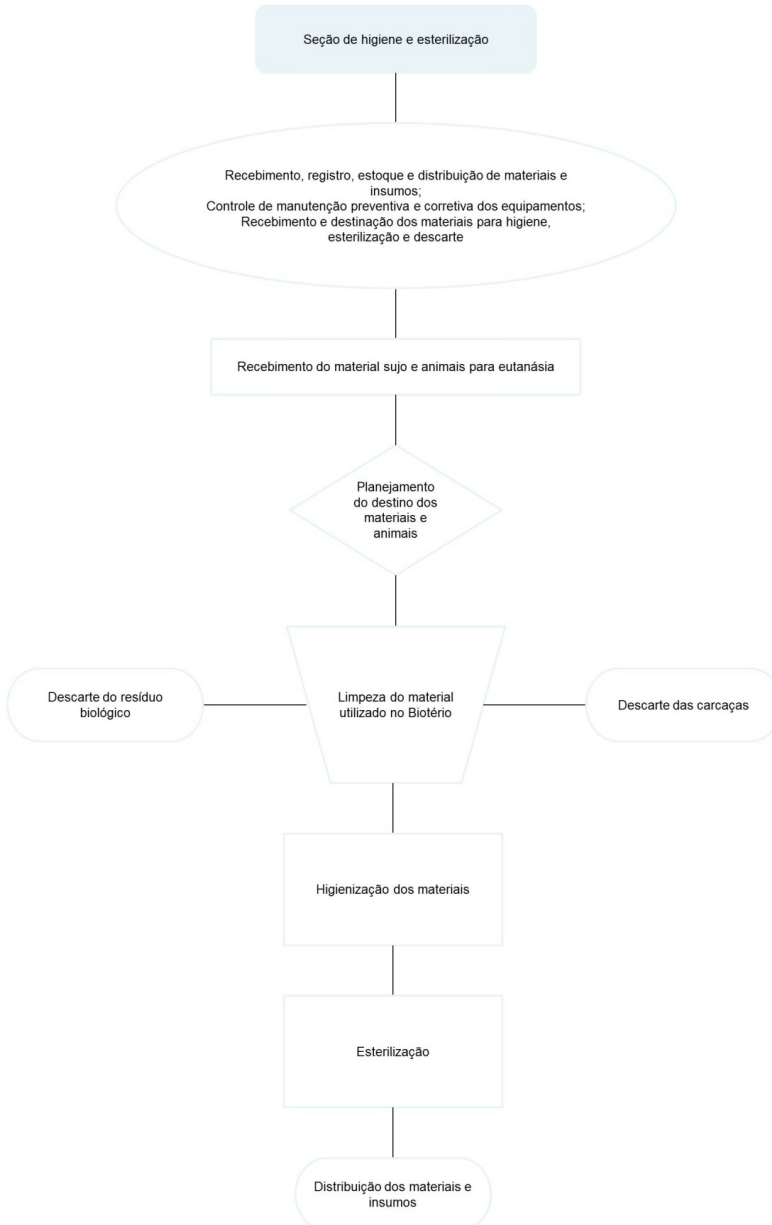 Seção de higiene e esterilização
Recebimento, registro, estoque e distribuição de materiais e
insumos;
Controle de manutenção preventiva e corretiva dos equipamentos;
Recebimento e destinação dos materiais para higiene,
esterilização e descarte
Recebimento do material sujo e animais para eutanásia
Planejamento
do destino dos
materiais e
animais
Descarte do resíduo
biológico
Limpeza do material
utilizado no Biotério
Descarte das carcaças
Higienização dos materiais
Esterilização
Distribuição dos materiais e
insumos